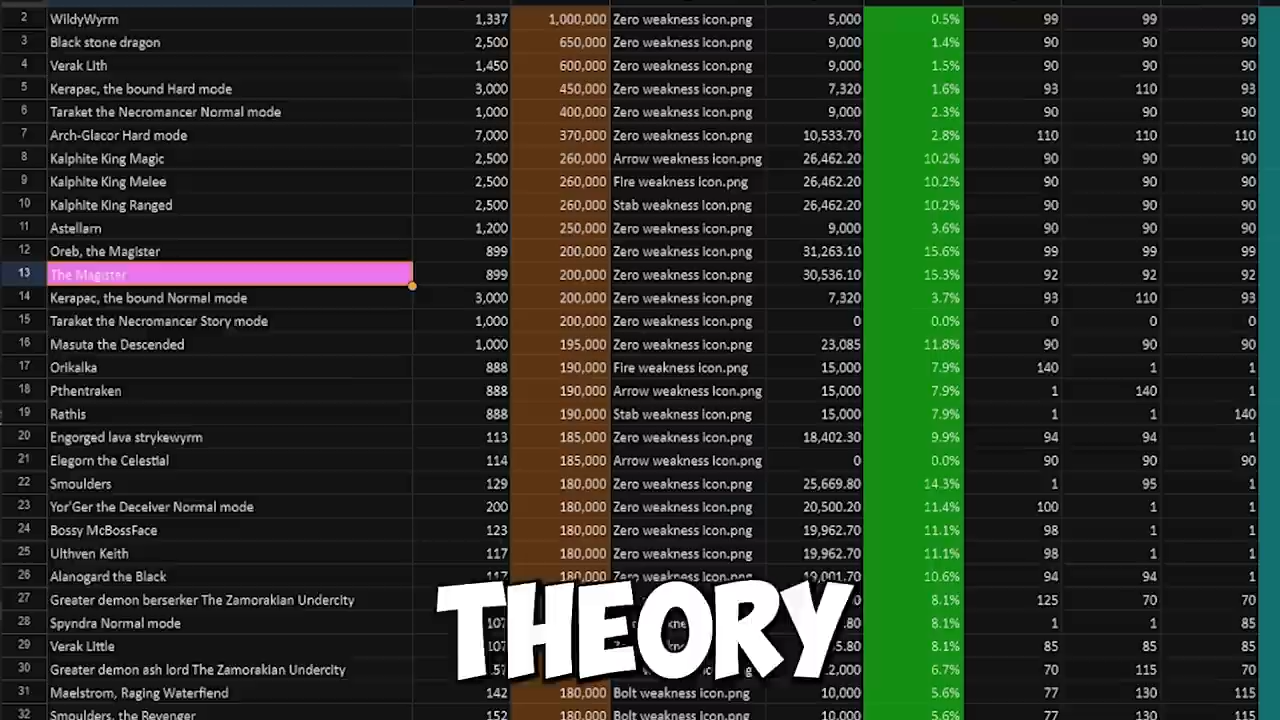 2 WildyWyrm 1,337 1,000,000 Zero weakness icon.png 5,000 0.5% 99 99 99
3 Black stone dragon 2,500 650,000 Zero weakness icon.png 9,000 1.4% 90 90 90
4 Verak Lith 1,450 600,000 Zero weakness icon.png 9,000 1.5% 90 90 90
5 Kerapac, the bound Hard mode 3,000 450,000 Zero weakness icon.png 7,320 1.6% 93 110 93
6 Taraket the Necromancer Normal mode 1,000 400,000 Zero weakness icon.png 9,000 2.3% 90 90 90
7 Arch-Glacor Hard mode 7,000 370,000 Zero weakness icon.png 10,533.70 2.8% 110 110 110
8 Kalphite King Magic 2,500 260,000 Arrow weakness icon.png 26,462.20 10.2% 90 90 90
9 Kalphite King Melee 2,500 260,000 Fire weakness icon.png 26,462.20 10.2% 90 90 90
10 Kalphite King Ranged 2,500 260,000 Stab weakness icon.png 26,462.20 10.2% 90 90 90
11 Astellarn 1,200 250,000 Zero weakness icon.png 9,000 3.6% 90 90 90
12 Oreb, the Magister 899 200,000 Zero weakness icon.png 31,263.10 15.6% 99 99 99
13 The Magister 899 200,000 Zero weakness icon.png 30,536.10 15.3% 92 92 92
14 Kerapac, the bound Normal mode 3,000 200,000 Zero weakness icon.png 7,320 3.7% 93 110 93
15 Taraket the Necromancer Story mode 1,000 200,000 Zero weakness icon.png 0 0.0% 0 0 0
16 Masuta the Descended 1,000 195,000 Zero weakness icon.png 23,085 11.8% 90 90 90
17 Orikalka 888 190,000 Fire weakness icon.png 15,000 7.9% 140 1 1
18 Pthentraken 888 190,000 Arrow weakness icon.png 15,000 7.9% 1 140 1
19 Rathis 888 190,000 Stab weakness icon.png 15,000 7.9% 1 1 140
20 Engorged lava strykewyrm 113 185,000 Zero weakness icon.png 18,402.30 9.9% 94 94 1
21 Elegorn the Celestial 114 185,000 Arrow weakness icon.png 0 0.0% 90 90 90
22 Smoulders 129 180,000 Zero weakness icon.png 25,669.80 14.3% 1 95 1
23 Yor'Ger the Deceiver Normal mode 200 180,000 Zero weakness icon.png 20,500.20 11.4% 100 1 1
24 Bossy McBossFace 123 180,000 Zero weakness icon.png 19,962.70 11.1% 98 1 1
25 Ulthven Keith 117 180,000 Zero weakness icon.png 19,962.70 11.1% 98 1 1
26 Alanogard the Black 117 180,000 Zero weakness icon.png 19,001.70 10.6% 94 94 1
27 Greater demon berserker The Zamorakian Undercity 8.1% 125 70 70
28 Spyndra Normal mode 8.1% 1 1 85
29 Verak Little 8.1% 85 85 85
30 Greater demon ash lord The Zamorakian Undercity 6.7% 70 115 70
31 Maelstrom, Raging Waterfiend 142 180,000 Bolt weakness icon.png 10,000 5.6% 77 130 115
32 Smoulders, the Revenger 152 180,000 Bolt weakness icon.png 10,000 5.6% 77 130 115
THEORY